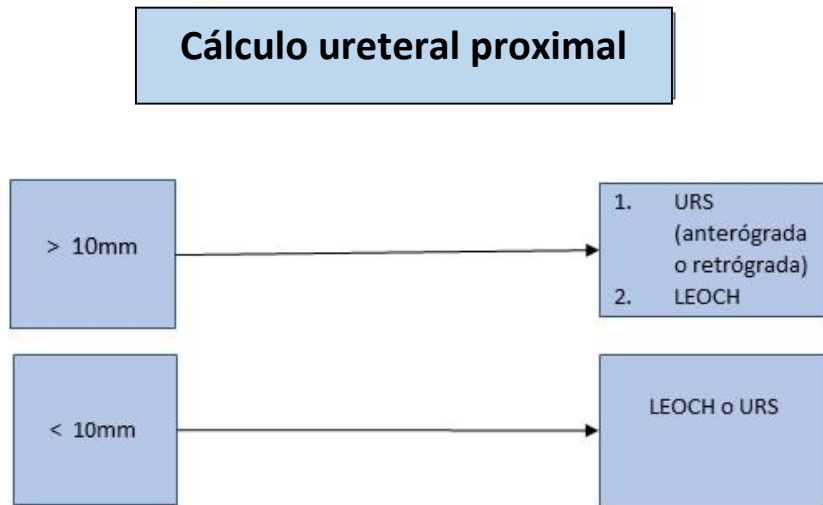 Cálculo ureteral proximal
> 10mm
1. URS
(anterógrada
o retrógrada)
2. LEOCH
< 10mm
LEOCH o URS